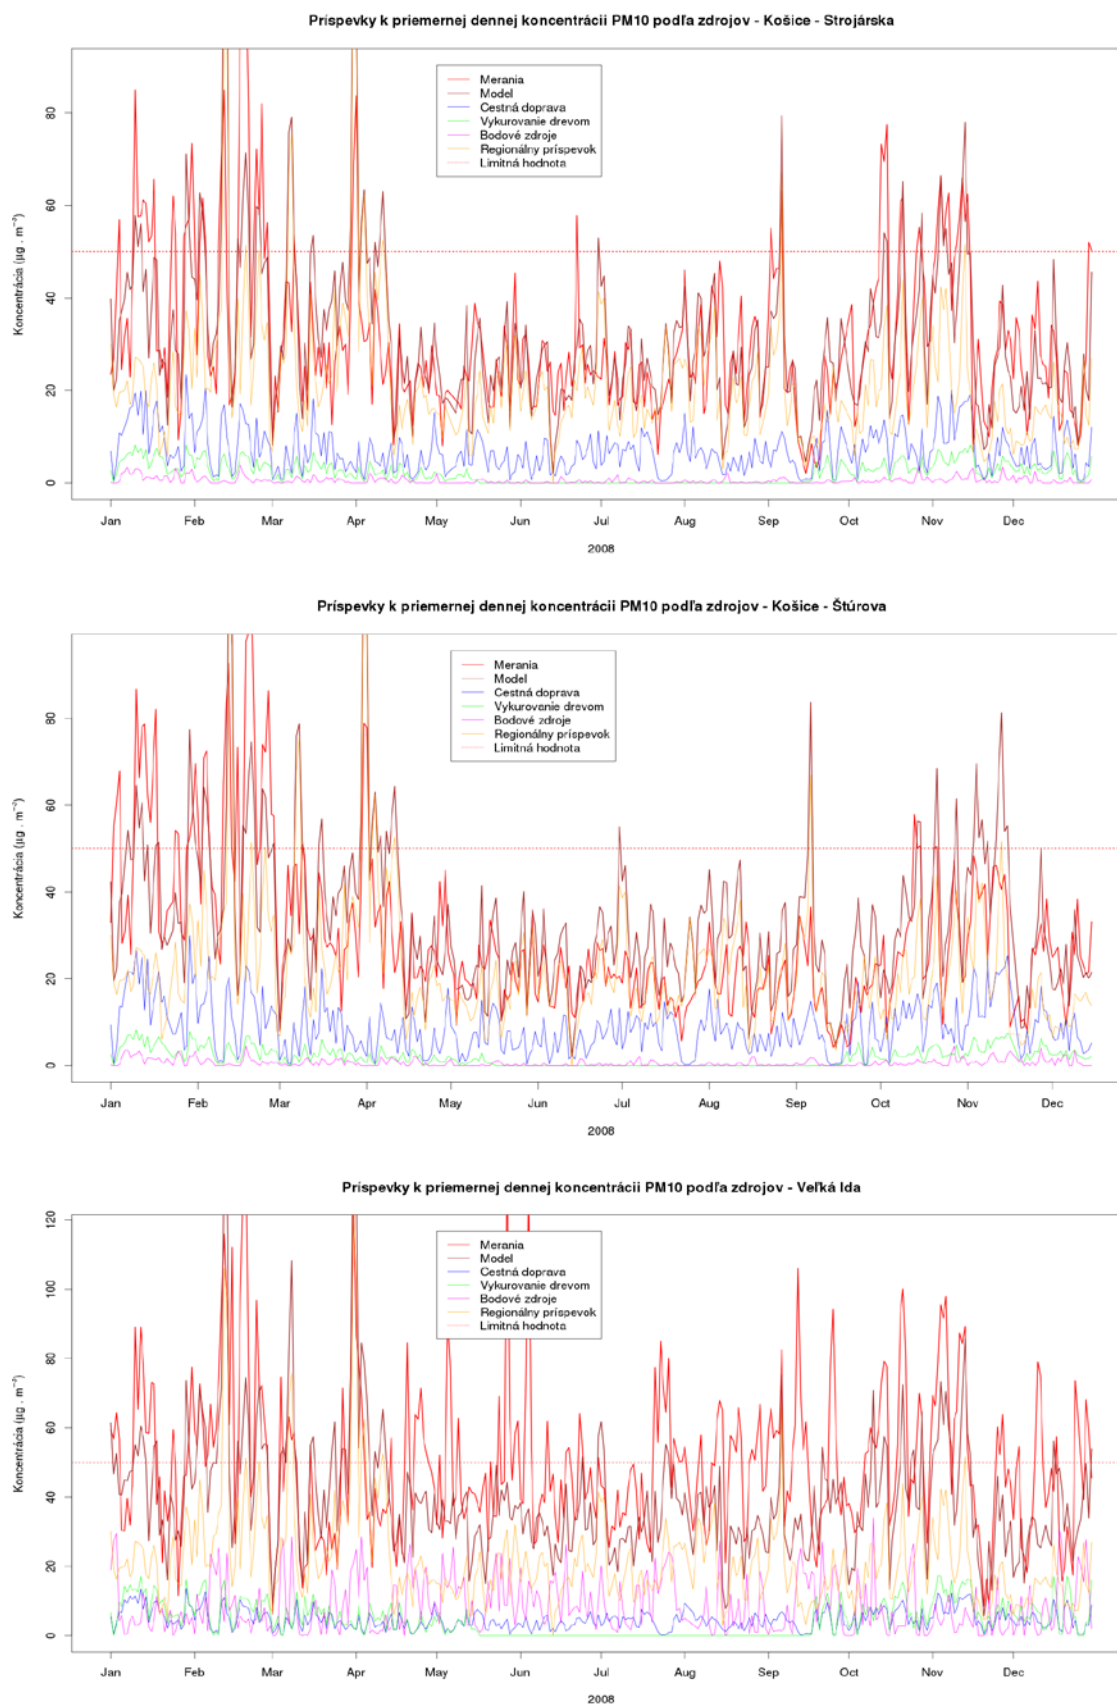 Príspevky k priemernej dennej koncentrácii PM10 podľa zdrojov - Košice - Strojárska
Koncentrácia (µg . m⁻³)
80
60
40
20
0
Merania
Model
Cestná doprava
Vykurovanie drevom
Bodové zdroje
Regionálny príspevok
Limitná hodnota
Jan Feb Mar Apr May Jun Jul Aug Sep Oct Nov Dec
2008
Príspevky k priemernej dennej koncentrácii PM10 podľa zdrojov - Košice - Štúrova
Koncentrácia (µg . m⁻³)
80
60
40
20
0
Merania
Model
Cestná doprava
Vykurovanie drevom
Bodové zdroje
Regionálny príspevok
Limitná hodnota
Jan Feb Mar Apr May Jun Jul Aug Sep Oct Nov Dec
2008
Príspevky k priemernej dennej koncentrácii PM10 podľa zdrojov - Veľká Ida
Koncentrácia (µg . m⁻³)
120
100
80
60
40
20
0
Merania
Model
Cestná doprava
Vykurovanie drevom
Bodové zdroje
Regionálny príspevok
Limitná hodnota
Jan Feb Mar Apr May Jun Jul Aug Sep Oct Nov Dec
2008